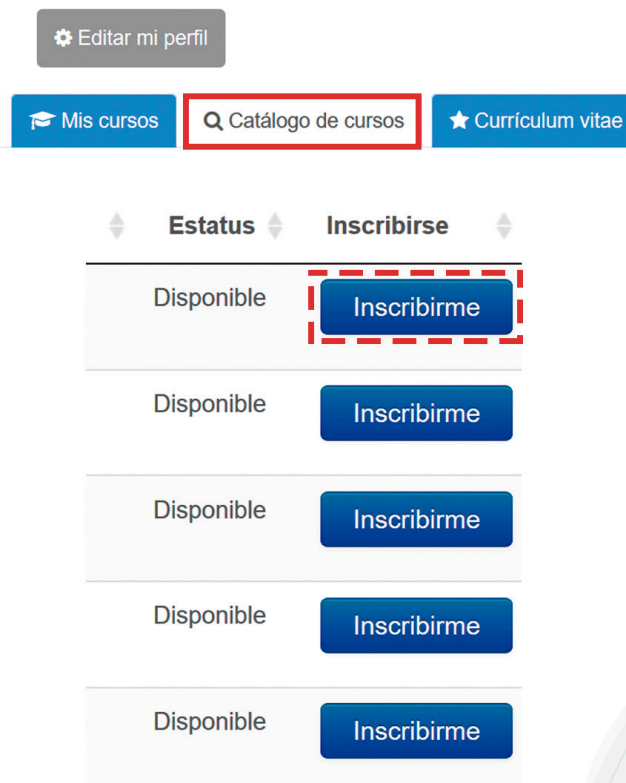 Editar mi perfil
Mis cursos Catálogo de cursos Currículum vitae
Estatus Inscribirse
Disponible Inscribirme
Disponible Inscribirme
Disponible Inscribirme
Disponible Inscribirme
Disponible Inscribirme